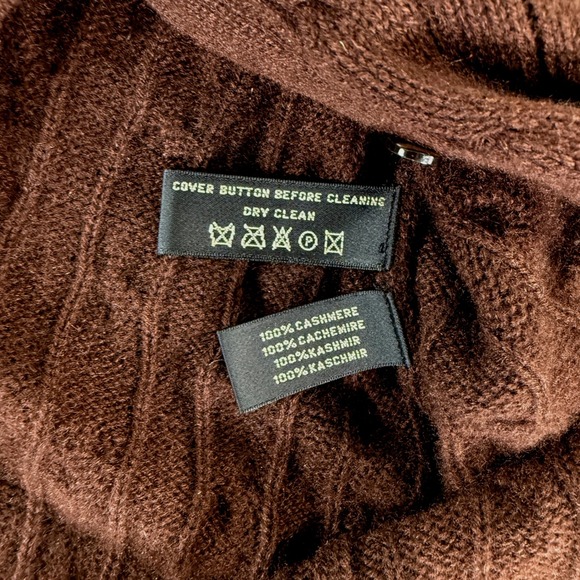 COVER BUTTON BEFORE CLEANING
DRY CLEAN
P
100% CASHMERE
100% CACHEMIRE
100% KASHMIR
100% KASCHMIR